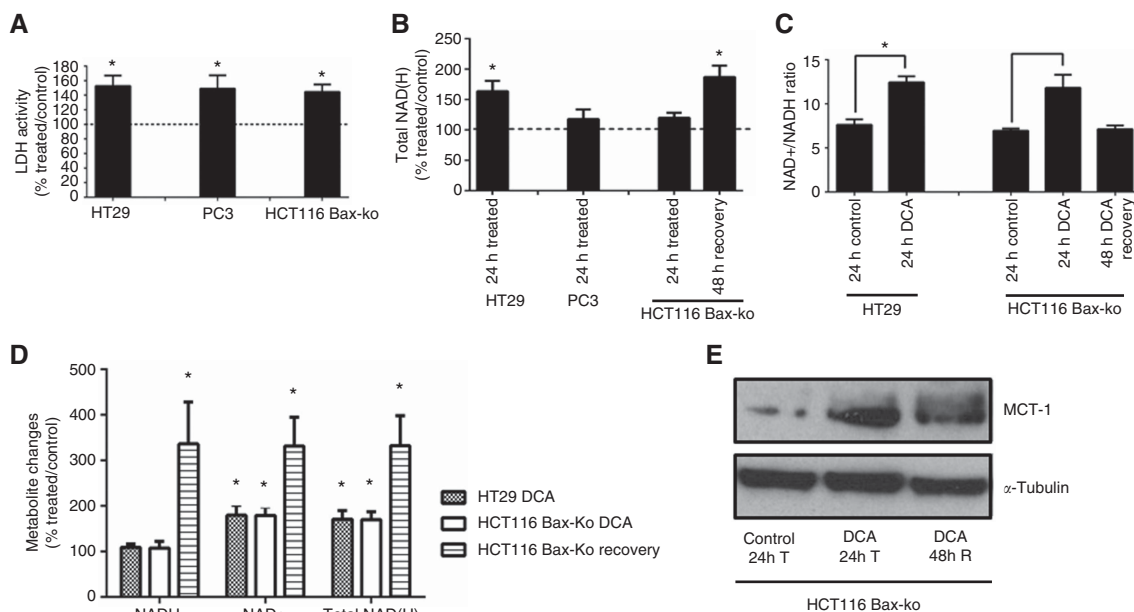 A
LDH activity
(% treated/control)
180
160
140
120
100
80
60
40
20
0
* * *
HT29 PC3 HCT116 Bax-ko
B
Total NAD(H)
(% treated/control)
250
200
150
100
50
0
* *
24 h treated
24 h treated
24 h treated
48 h recovery
HT29 PC3 HCT116 Bax-ko
C
NAD+/NADH ratio
15
10
5
0
*
24 h control
24 h DCA
24 h control
24 h DCA
48 h DCA
recovery
HT29 HCT116 Bax-ko
D
Metabolite changes
(% treated/control)
500
400
300
200
100
0
* * * * * * *
NADH NAD+ Total NAD(H)
HT29 DCA
HCT116 Bax-Ko DCA
HCT116 Bax-Ko recovery
E
MCT-1
α-Tubulin
Control
24h T
DCA
24h T
DCA
48h R
HCT116 Bax-ko